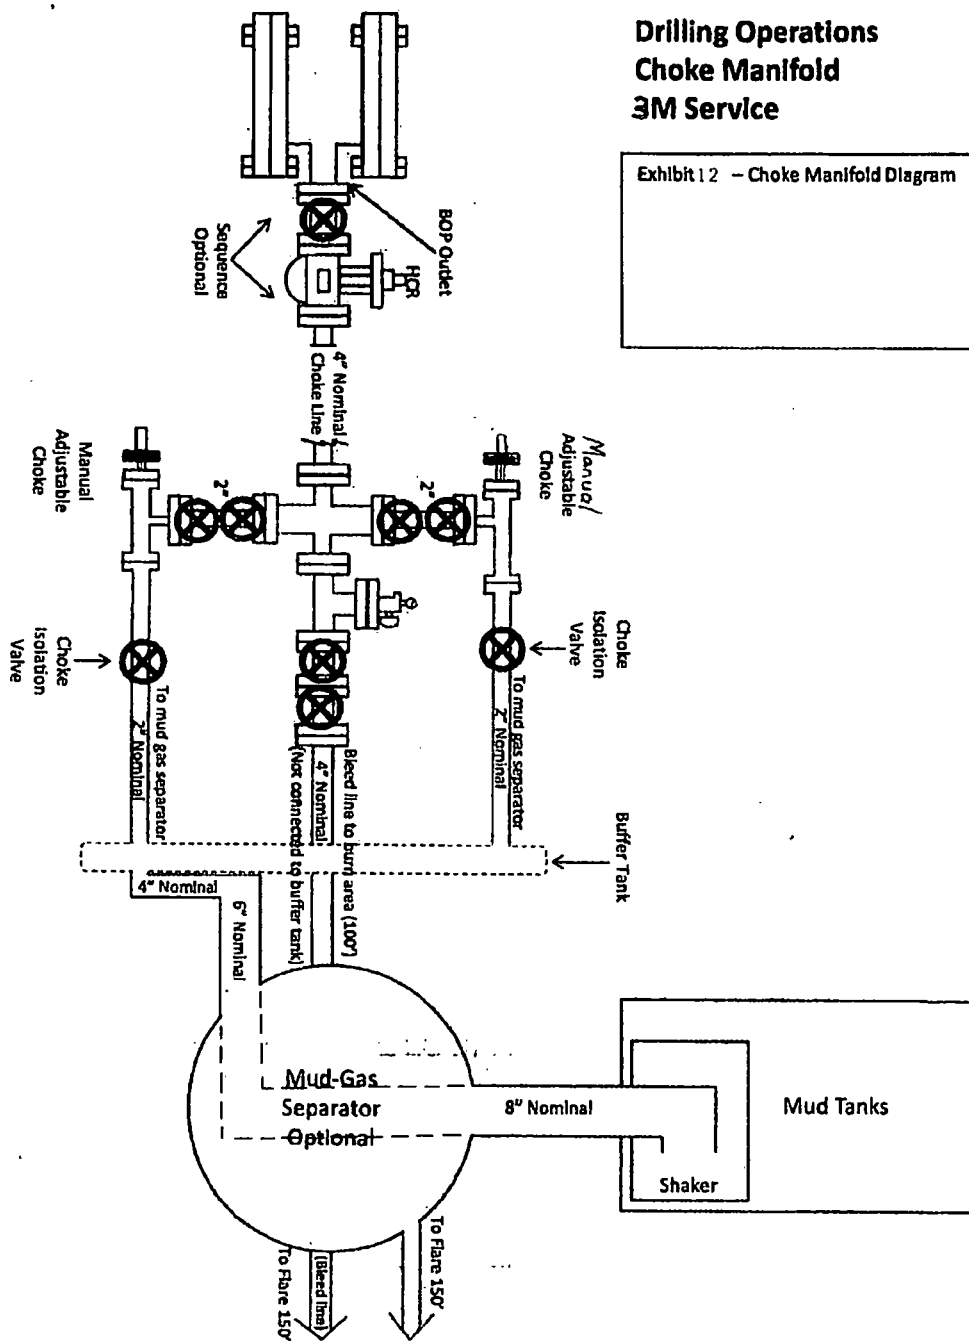 Drilling Operations
Choke Manifold
3M Service
Exhibit 12 – Choke Manifold Diagram
BOP Outlet
HCR
Sequence
Optional
4" Nominal
Choke Line
Manual
Adjustable
Choke
2"
2"
Manual
Adjustable
Choke
Choke
Isolation
Valve
Choke
Isolation
Valve
To mud gas separator
2" Nominal
To mud gas separator
2" Nominal
Bleed line to burn area (100')
4" Nominal
(Not connected to buffer tank)
Buffer Tank
4" Nominal
6" Nominal
Mud-Gas
Separator
Optional
8" Nominal
Mud Tanks
Shaker
To Flare 150'
(Bleed line)
To Flare 150'